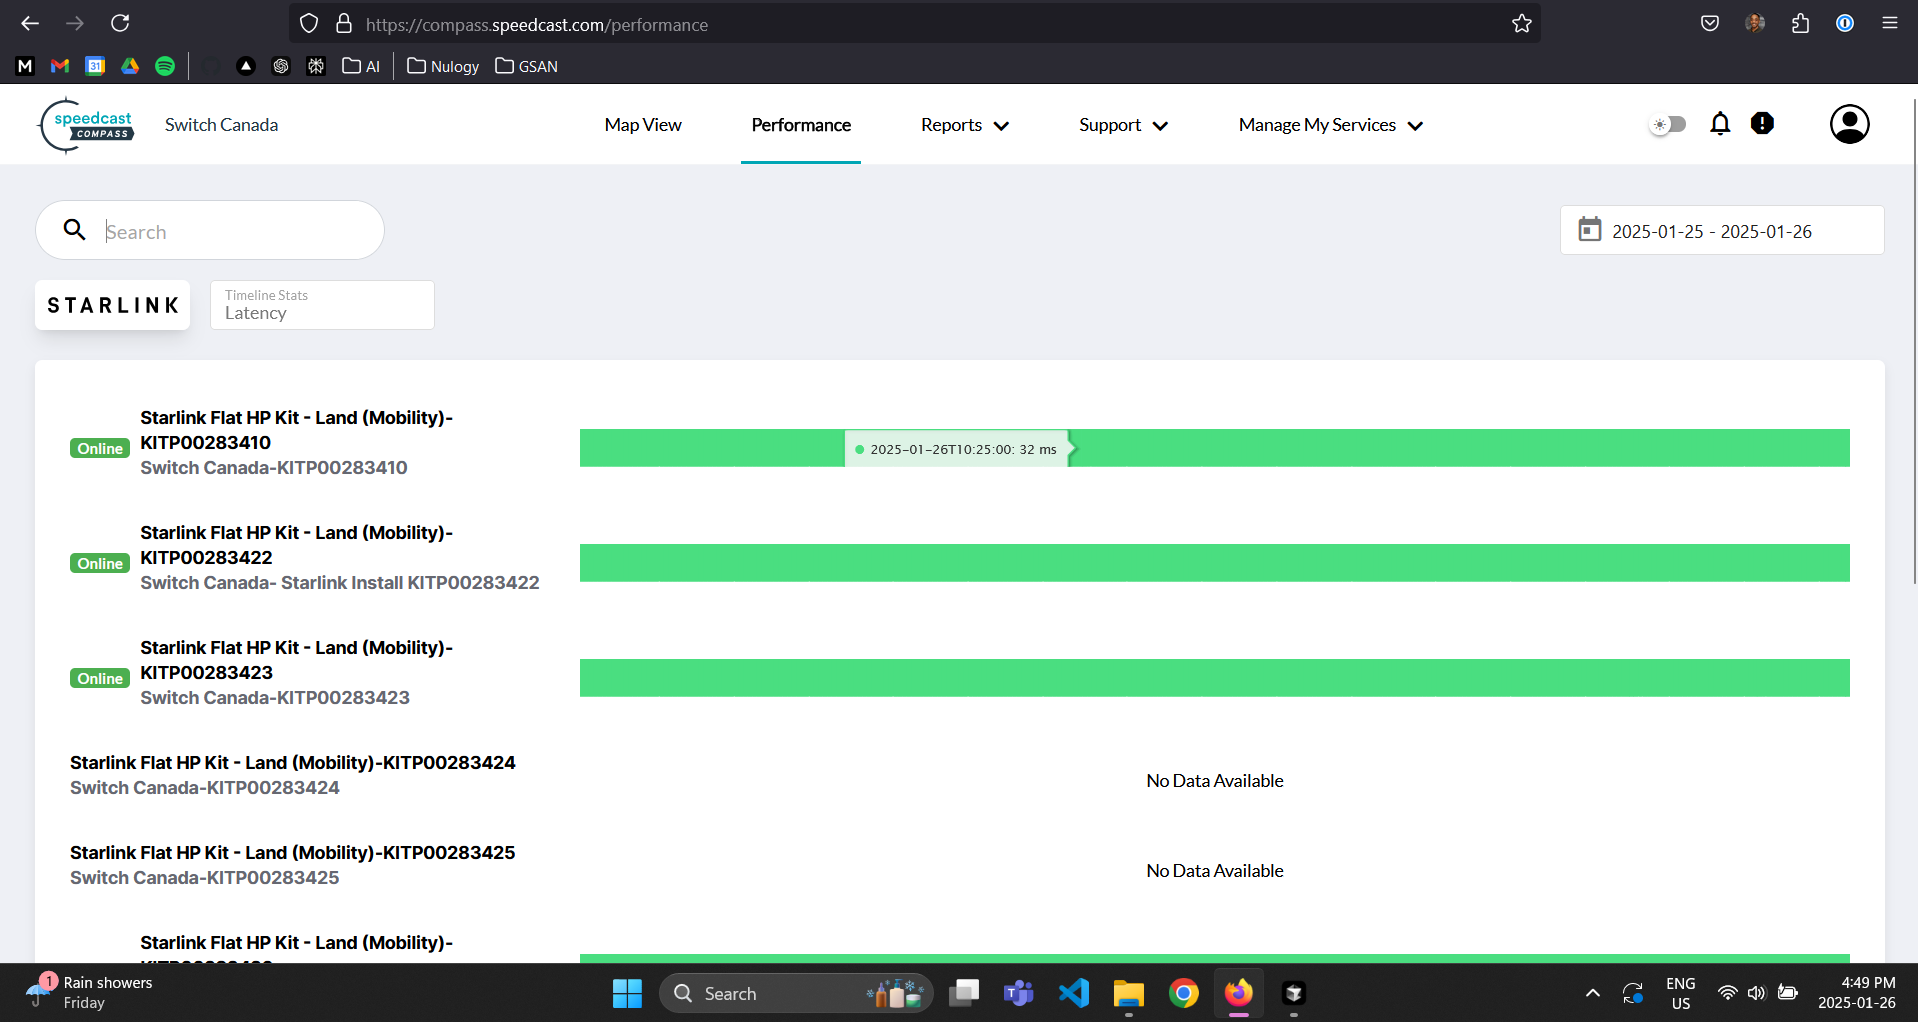 https://compass.speedcast.com/performance
M
31
AI
Nulogy
GSAN
speedcast
COMPASS
Switch Canada
Map View
Performance
Reports
Support
Manage My Services
Search
2025-01-25 - 2025-01-26
STARLINK
Timeline Stats
Latency
Starlink Flat HP Kit - Land (Mobility)-
KITP00283410
Online
Switch Canada-KITP00283410
2025-01-26T10:25:00: 32 ms
Starlink Flat HP Kit - Land (Mobility)-
KITP00283422
Online
Switch Canada- Starlink Install KITP00283422
Starlink Flat HP Kit - Land (Mobility)-
KITP00283423
Online
Switch Canada-KITP00283423
Starlink Flat HP Kit - Land (Mobility)-KITP00283424
Switch Canada-KITP00283424
No Data Available
Starlink Flat HP Kit - Land (Mobility)-KITP00283425
Switch Canada-KITP00283425
No Data Available
Starlink Flat HP Kit - Land (Mobility)-
1
Rain showers
Friday
Search
ENG
US
4:49 PM
2025-01-26